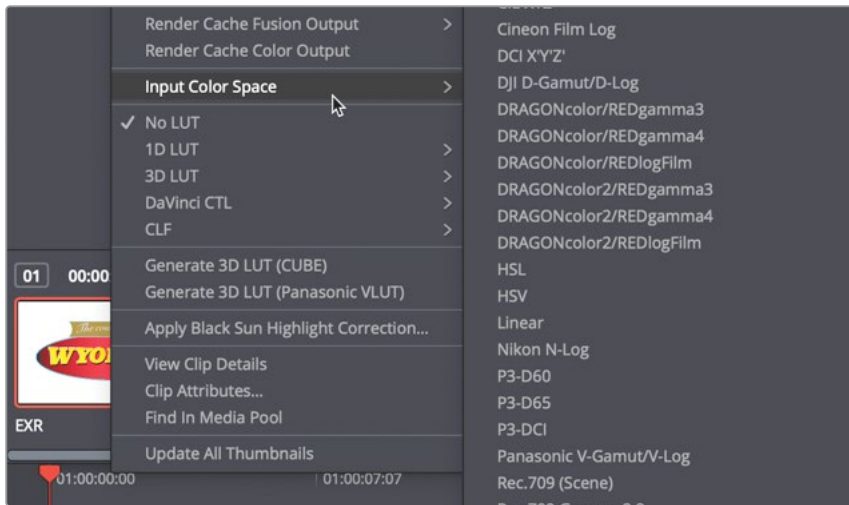 Render Cache Fusion Output
Render Cache Color Output
Input Color Space
No LUT
1D LUT
3D LUT
DaVinci CTL
CLF
Generate 3D LUT (CUBE)
Generate 3D LUT (Panasonic VLUT)
Apply Black Sun Highlight Correction...
View Clip Details
Clip Attributes...
Find In Media Pool
Update All Thumbnails
Cineon Film Log
DCI X'Y'Z'
DJI D-Gamut/D-Log
DRAGONcolor/REDgamma3
DRAGONcolor/REDgamma4
DRAGONcolor/REDlogFilm
DRAGONcolor2/REDgamma3
DRAGONcolor2/REDgamma4
DRAGONcolor2/REDlogFilm
HSL
HSV
Linear
Nikon N-Log
P3-D60
P3-D65
P3-DCI
Panasonic V-Gamut/V-Log
Rec.709 (Scene)
01 00:00
The
WYO
EXR
01:00:00:00 01:00:07:07